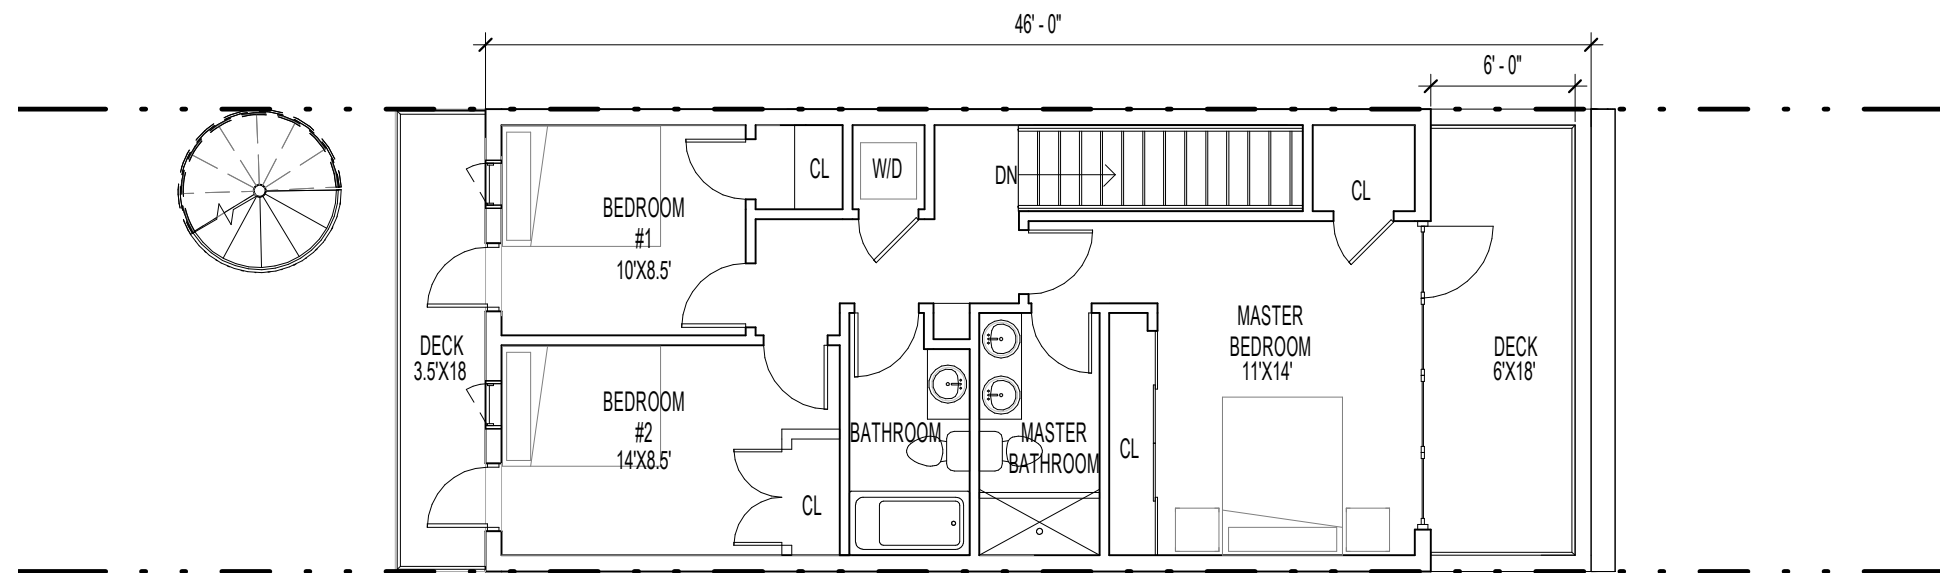 46' - 0"
6' - 0"
CL
W/D
DN
CL
BEDROOM
#1
10'X8.5'
DECK
3.5'X18
MASTER
BEDROOM
11'X14'
DECK
6'X18'
BEDROOM
#2
14'X8.5'
BATHROOM
MASTER
BATHROOM
CL
CL